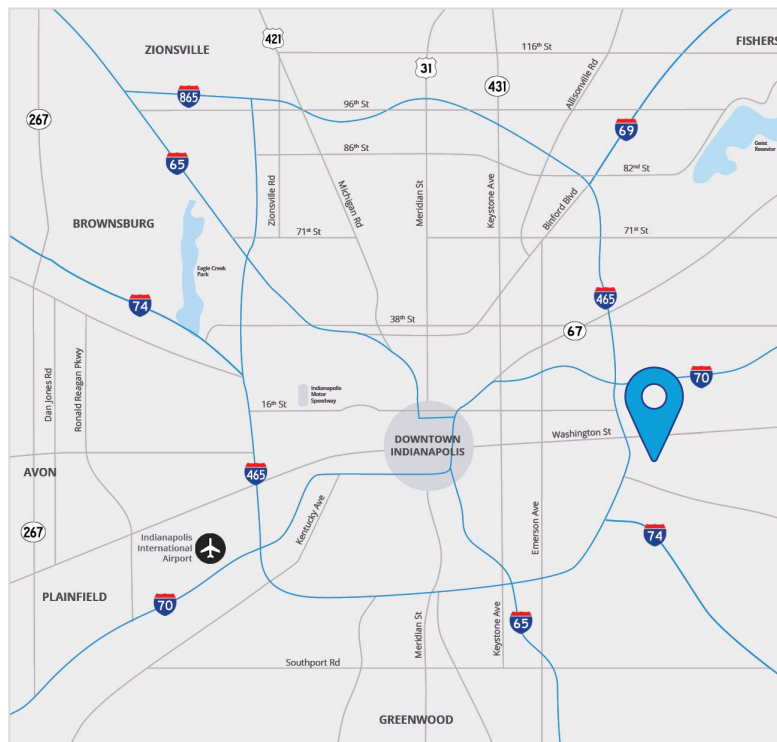 421
ZIONSVILLE
116th St
FISHERS
31
431
Allisonville Rd
865
96th St
267
69
65
86th St
82nd St
Geist
Resevior
Zionsville Rd
Michigan Rd
Meridian St
Keystone Ave
Binford Blvd
BROWNSBURG
71st St
71st St
Eagle Creek
Park
74
465
38th St
67
Dan Jones Rd
Ronald Reagan Pkwy
70
Indianapolis
Motor
Speedway
16th St
Washington St
DOWNTOWN
INDIANAPOLIS
AVON
465
Kentucky Ave
Emerson Ave
267
Indianapolis
International
Airport
74
PLAINFIELD
70
65
Meridian St
Keystone Ave
Southport Rd
GREENWOOD